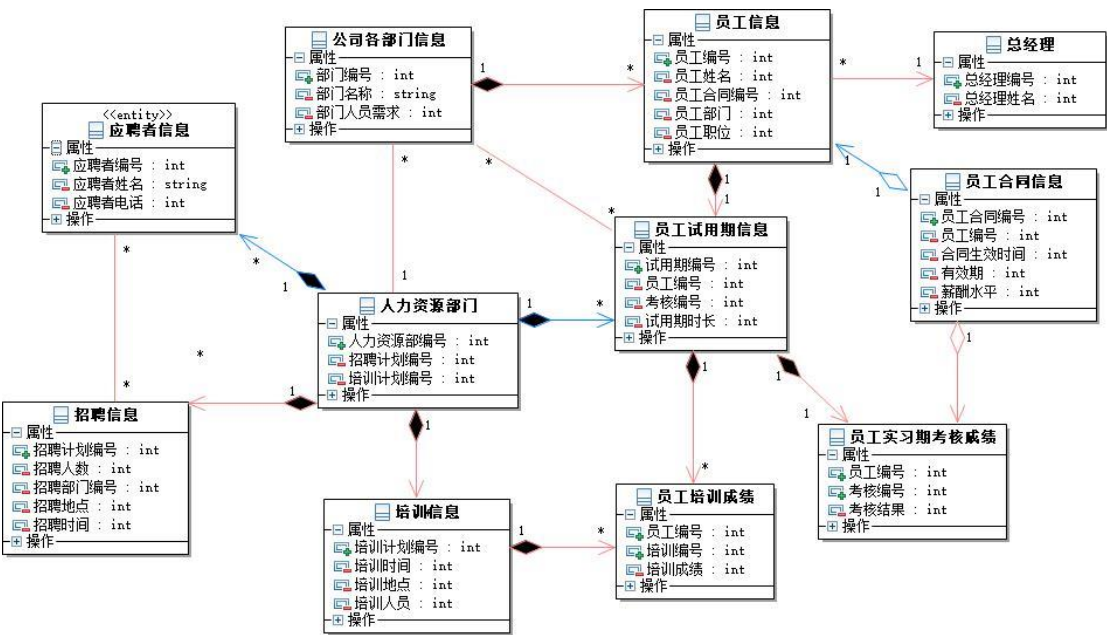 公司各部门信息
属性
部门编号 : int
部门名称 : string
部门人员需求 : int
操作
员工信息
属性
员工编号 : int
员工姓名 : int
员工合同编号 : int
员工部门 : int
员工职位 : int
操作
总经理
属性
总经理编号 : int
总经理姓名 : int
操作
1
*
*
1
<<entity>>
应聘者信息
属性
应聘者编号 : int
应聘者姓名 : string
应聘者电话 : int
操作
*
*
1
1
1
1
员工合同信息
属性
员工合同编号 : int
员工编号 : int
合同生效时间 : int
有效期 : int
薪酬水平 : int
操作
*
员工试用期信息
属性
试用期编号 : int
员工编号 : int
考核编号 : int
试用期时长 : int
操作
*
*
1
1
人力资源部门
属性
人力资源部编号 : int
招聘计划编号 : int
培训计划编号 : int
操作
1
*
1
1
1
*
*
1
1
1
招聘信息
属性
招聘计划编号 : int
招聘人数 : int
招聘部门编号 : int
招聘地点 : int
招聘时间 : int
操作
1
员工实习期考核成绩
属性
员工编号 : int
考核编号 : int
考核结果 : int
操作
*
培训信息
属性
培训计划编号 : int
培训时间 : int
培训地点 : int
培训人员 : int
操作
1
*
员工培训成绩
属性
员工编号 : int
培训编号 : int
培训成绩 : int
操作